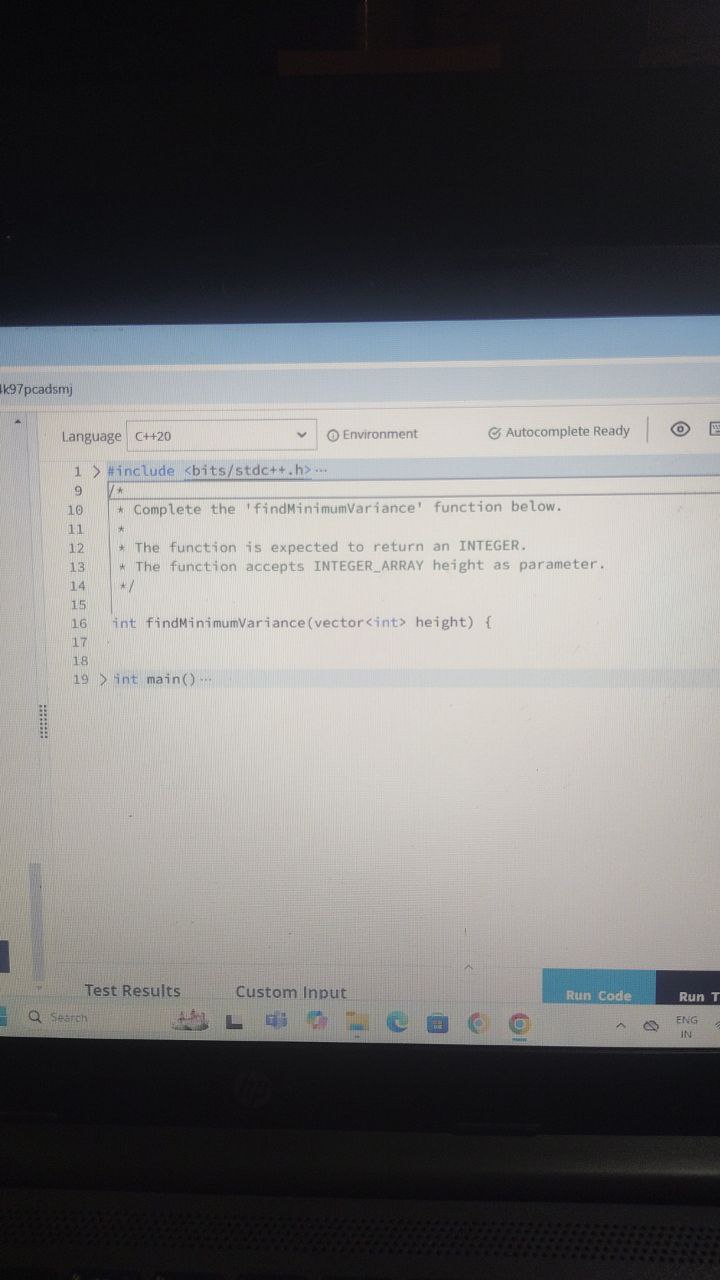 4k97pcadsmj
Language C++20 Environment Autocomplete Ready
1 > #include <bits/stdc++.h> ...
9 /*
10 * Complete the 'findMinimumVariance' function below.
11 *
12 * The function is expected to return an INTEGER.
13 * The function accepts INTEGER_ARRAY height as parameter.
14 */
15
16 int findMinimumVariance(vector<int> height) {
17
18
19 > int main() ...
Test Results Custom Input Run Code Run T
Search ENG
IN
hp